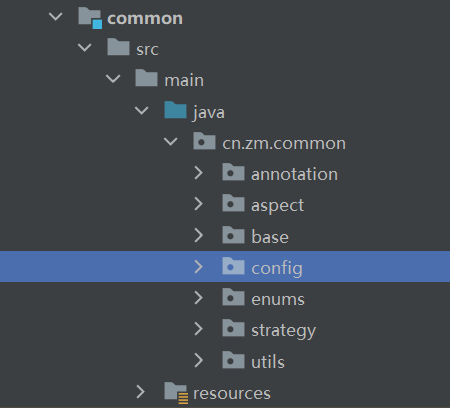 common
src
main
java
cn.zm.common
annotation
aspect
base
config
enums
strategy
utils
resources